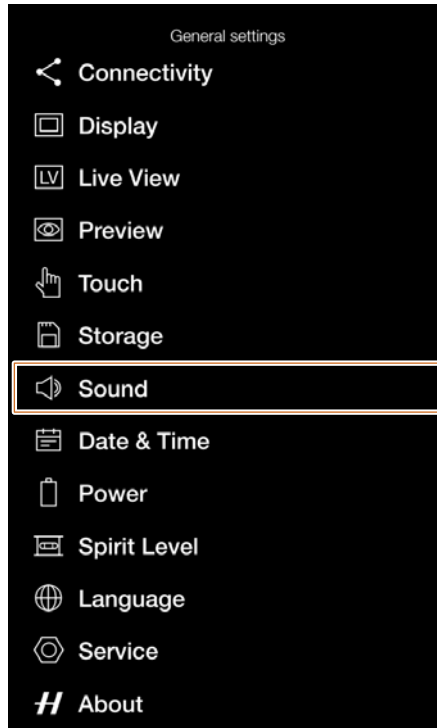 General settings
Connectivity
Display
LV Live View
Preview
Touch
Storage
Sound
Date & Time
Power
Spirit Level
Language
Service
H About